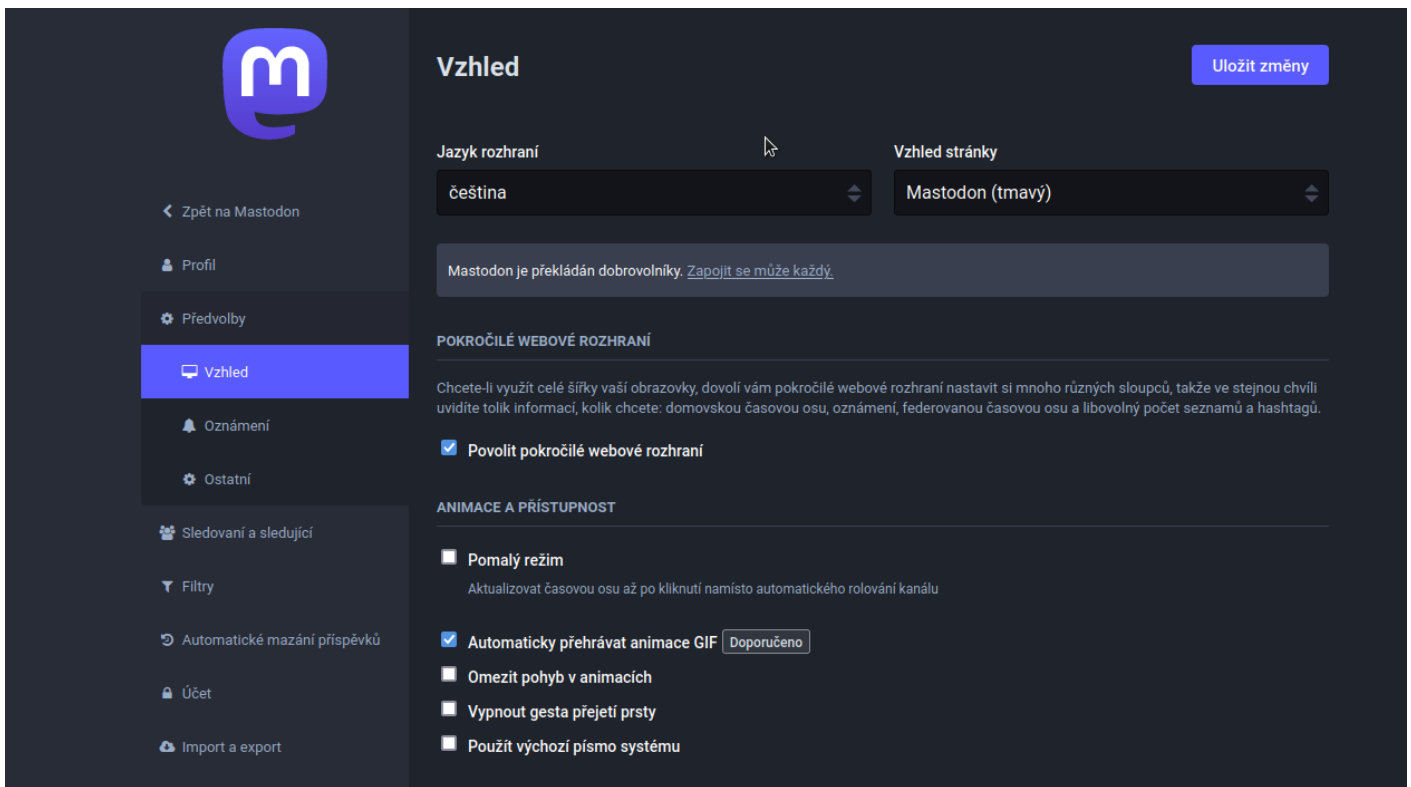 Zpět na Mastodon
Profil
Předvolby
Vzhled
Oznámení
Ostatní
Sledovaní a sledující
Filtry
Automatické mazání příspěvků
Účet
Import a export
Vzhled
Uložit změny
Jazyk rozhraní
Vzhled stránky
čeština
Mastodon (tmavý)
Mastodon je překládán dobrovolníky. Zapojit se může každý.
POKROČILÉ WEBOVÉ ROZHRANÍ
Chcete-li využít celé šířky vaší obrazovky, dovolí vám pokročilé webové rozhraní nastavit si mnoho různých sloupců, takže ve stejnou chvíli
uvidíte tolik informací, kolik chcete: domovskou časovou osu, oznámení, federovanou časovou osu a libovolný počet seznamů a hashtagů.
Povolit pokročilé webové rozhraní
ANIMACE A PŘÍSTUPNOST
Pomalý režim
Aktualizovat časovou osu až po kliknutí namísto automatického rolování kanálu
Automaticky přehrávat animace GIF Doporučeno
Omezit pohyb v animacích
Vypnout gesta přejetí prsty
Použít výchozí písmo systému